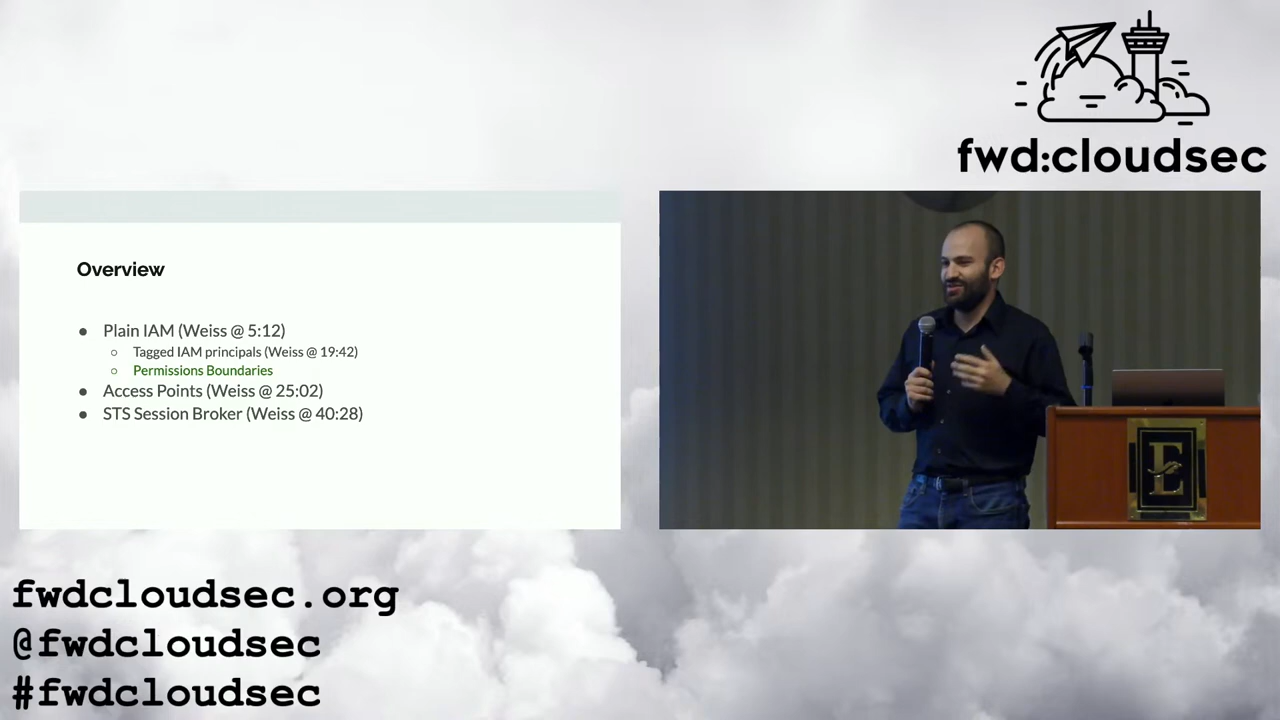 fwd:cloudsec
Overview
● Plain IAM (Weiss @ 5:12)
○ Tagged IAM principals (Weiss @ 19:42)
○ Permissions Boundaries
● Access Points (Weiss @ 25:02)
● STS Session Broker (Weiss @ 40:28)
E
fwdcloudsec.org
@fwdcloudsec
#fwdcloudsec